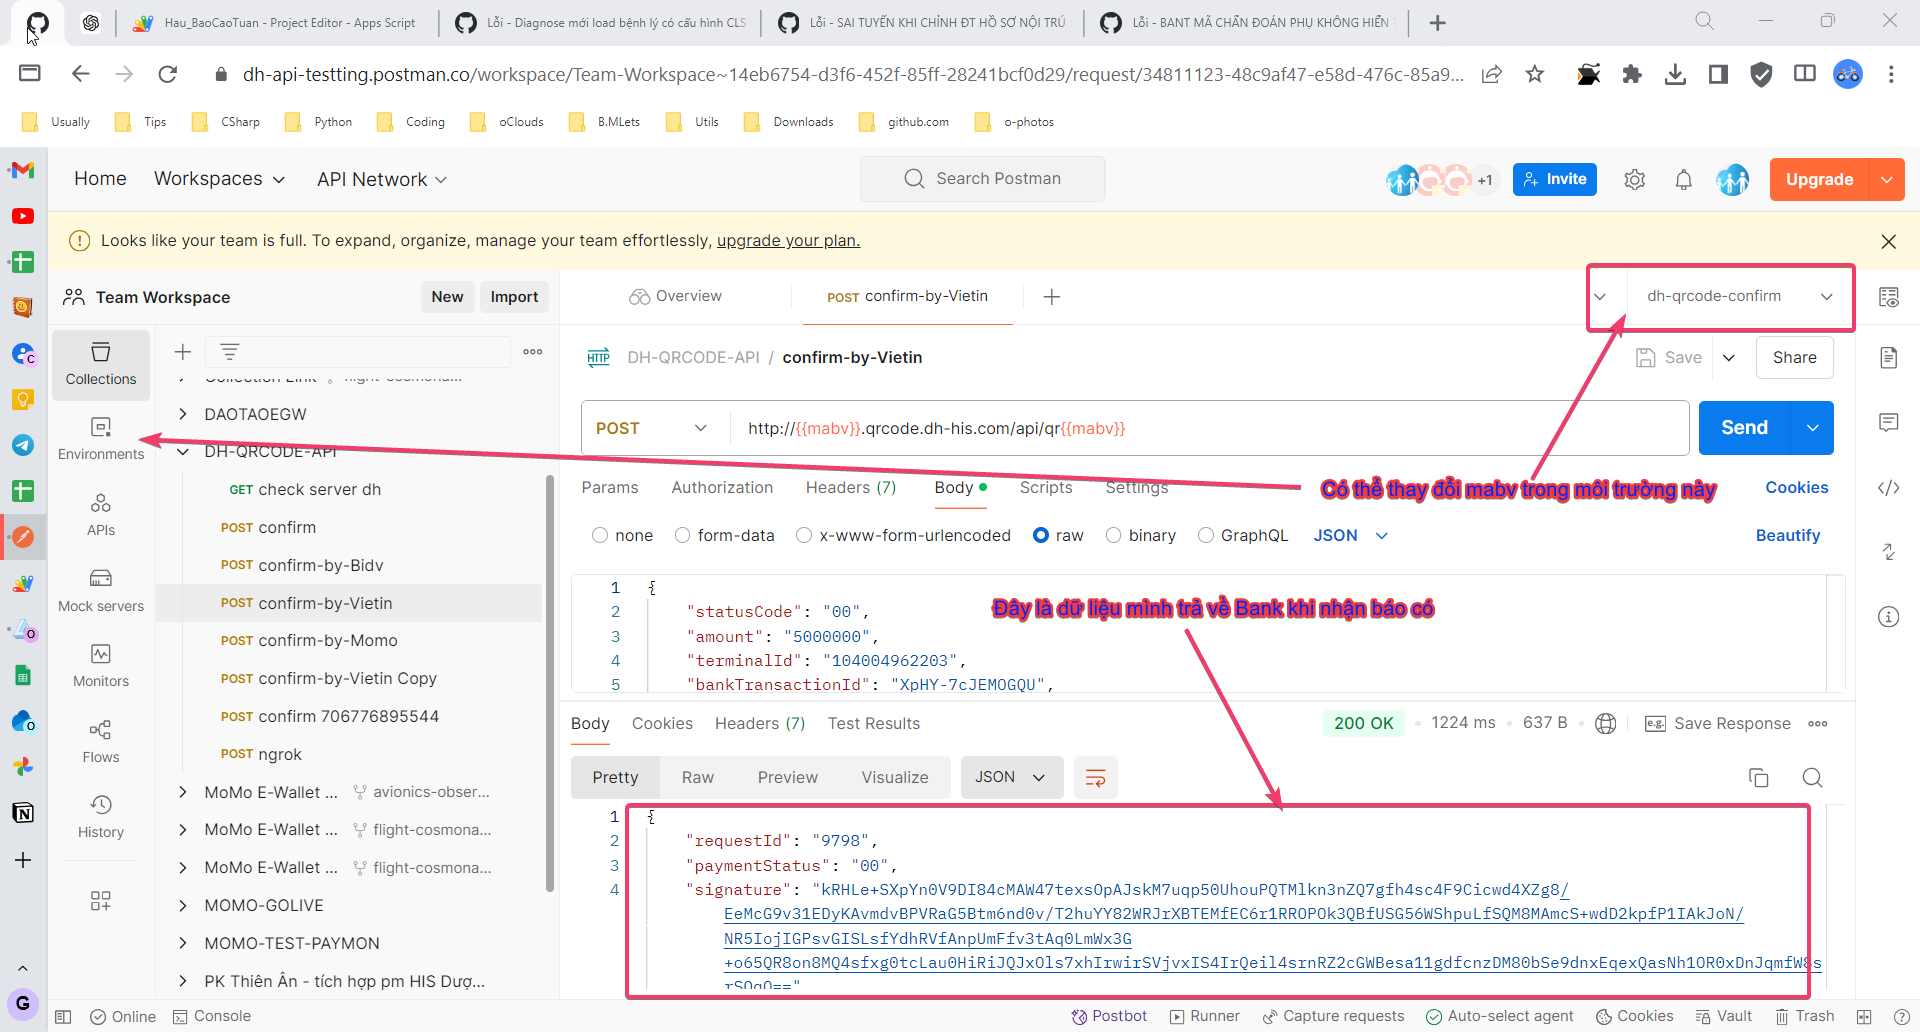 Hau_BaoCaoTuan - Project Editor - Apps Script
Lỗi - Diagnose mới load bệnh lý có cấu hình CLS
Lỗi - SAI TUYẾN KHI CHỈNH ĐT HỒ SƠ NỘI TRÚ
Lỗi - BANT MÃ CHẨN ĐOÁN PHỤ KHÔNG HIỂN T
dh-api-testting.postman.co/workspace/Team-Workspace~14eb6754-d3f6-452f-85ff-28241bcf0d29/request/34811123-48c9af47-e58d-476c-85a9...
Usually
Tips
CSharp
Python
Coding
oClouds
B.MLets
Utils
Downloads
github.com
o-photos
Home
Workspaces
API Network
Search Postman
+1
Invite
Upgrade
Looks like your team is full. To expand, organize, manage your team effortlessly, upgrade your plan.
Team Workspace
New
Import
Overview
POST confirm-by-Vietin
dh-qrcode-confirm
Collections
Environments
APIs
Mock servers
Monitors
Flows
History
Collection Link
flight-cosmona...
DAOTAOEGW
DH-QRCODE-API
GET check server dh
POST confirm
POST confirm-by-Bidv
POST confirm-by-Vietin
POST confirm-by-Momo
POST confirm-by-Vietin Copy
POST confirm 706776895544
POST ngrok
MoMo E-Wallet ... avionics-obser...
MoMo E-Wallet ... flight-cosmona...
MoMo E-Wallet ... flight-cosmona...
MOMO-GOLIVE
MOMO-TEST-PAYMON
PK Thiên Ân - tích hợp pm HIS Dượ...
HTTP DH-QRCODE-API / confirm-by-Vietin
Save
Share
POST
http://{{mabv}}.qrcode.dh-his.com/api/qr{{mabv}}
Send
Params
Authorization
Headers (7)
Body
Scripts
Settings
Có thể thay đổi mabv trong môi trường này
Cookies
none
form-data
x-www-form-urlencoded
raw
binary
GraphQL
JSON
Beautify
1 {
2 "statusCode": "00",
3 "amount": "5000000",
4 "terminalId": "104004962203",
5 "bankTransactionId": "XpHY-7cJEMOGQU",
Đây là dữ liệu mình trả về Bank khi nhận báo có
Body
Cookies
Headers (7)
Test Results
200 OK
1224 ms
637 B
e.g. Save Response
Pretty
Raw
Preview
Visualize
JSON
1 {
2 "requestId": "9798",
3 "paymentStatus": "00",
4 "signature": "kRHLe+SXpYn0V9DI84cMAW47texsOpAJskM7uqp50UhouPQTMlkn3nZQ7gfh4sc4F9Cicwd4XZg8/
EeMcG9v31EDyKAvmdvBPVRaG5Btm6nd0v/T2huYY82WRJrXBTEMfEC6r1RROPOk3QBfUSG56WShpuLfSQM8MAmcS+wdD2kpfP1IAkJoN/
NR5IojIGPsvGISLsfYdhRVfAnpUmFfv3tAq0LmWx3G
+o65QR8on8MQ4sfxg0tcLau0HiRiJQJxOls7xhIrwirSVjvxIS4IrQeil4srnRZ2cGWBesa11gdfcnzDM80bSe9dnxEqexQasNh1OR0xDnJqmfW8s
rSOqQ=="
Online
Console
Postbot
Runner
Capture requests
Auto-select agent
Cookies
Vault
Trash